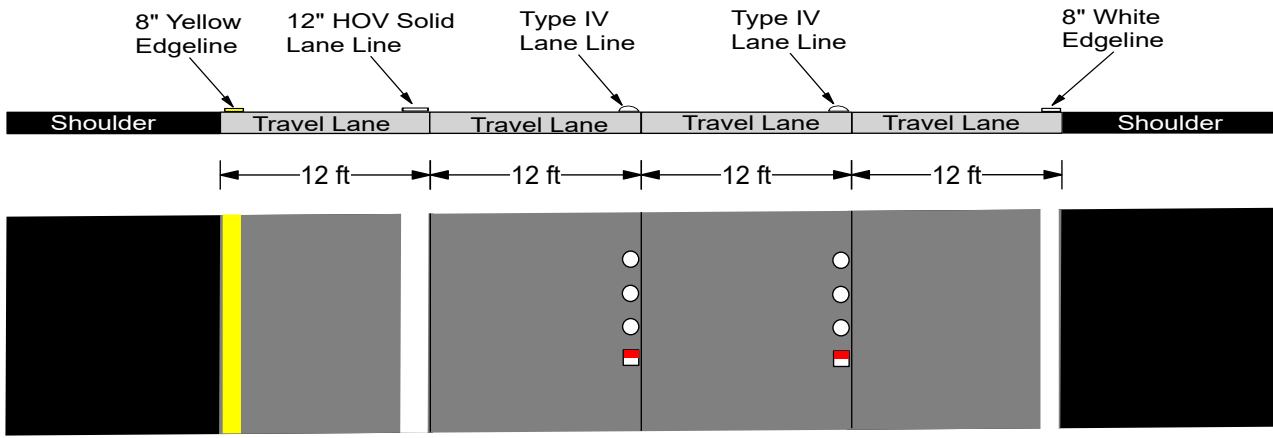 8" Yellow
Edgeline
12" HOV Solid
Lane Line
Type IV
Lane Line
Type IV
Lane Line
8" White
Edgeline
Shoulder
Travel Lane
Travel Lane
Travel Lane
Travel Lane
Shoulder
12 ft
12 ft
12 ft
12 ft